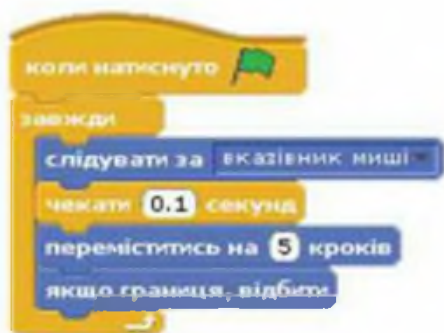 коли натиснуто
завжди
слідувати за вказівник миші
чекати 0.1 секунд
переміститись на 5 кроків
якщо границя, відбити